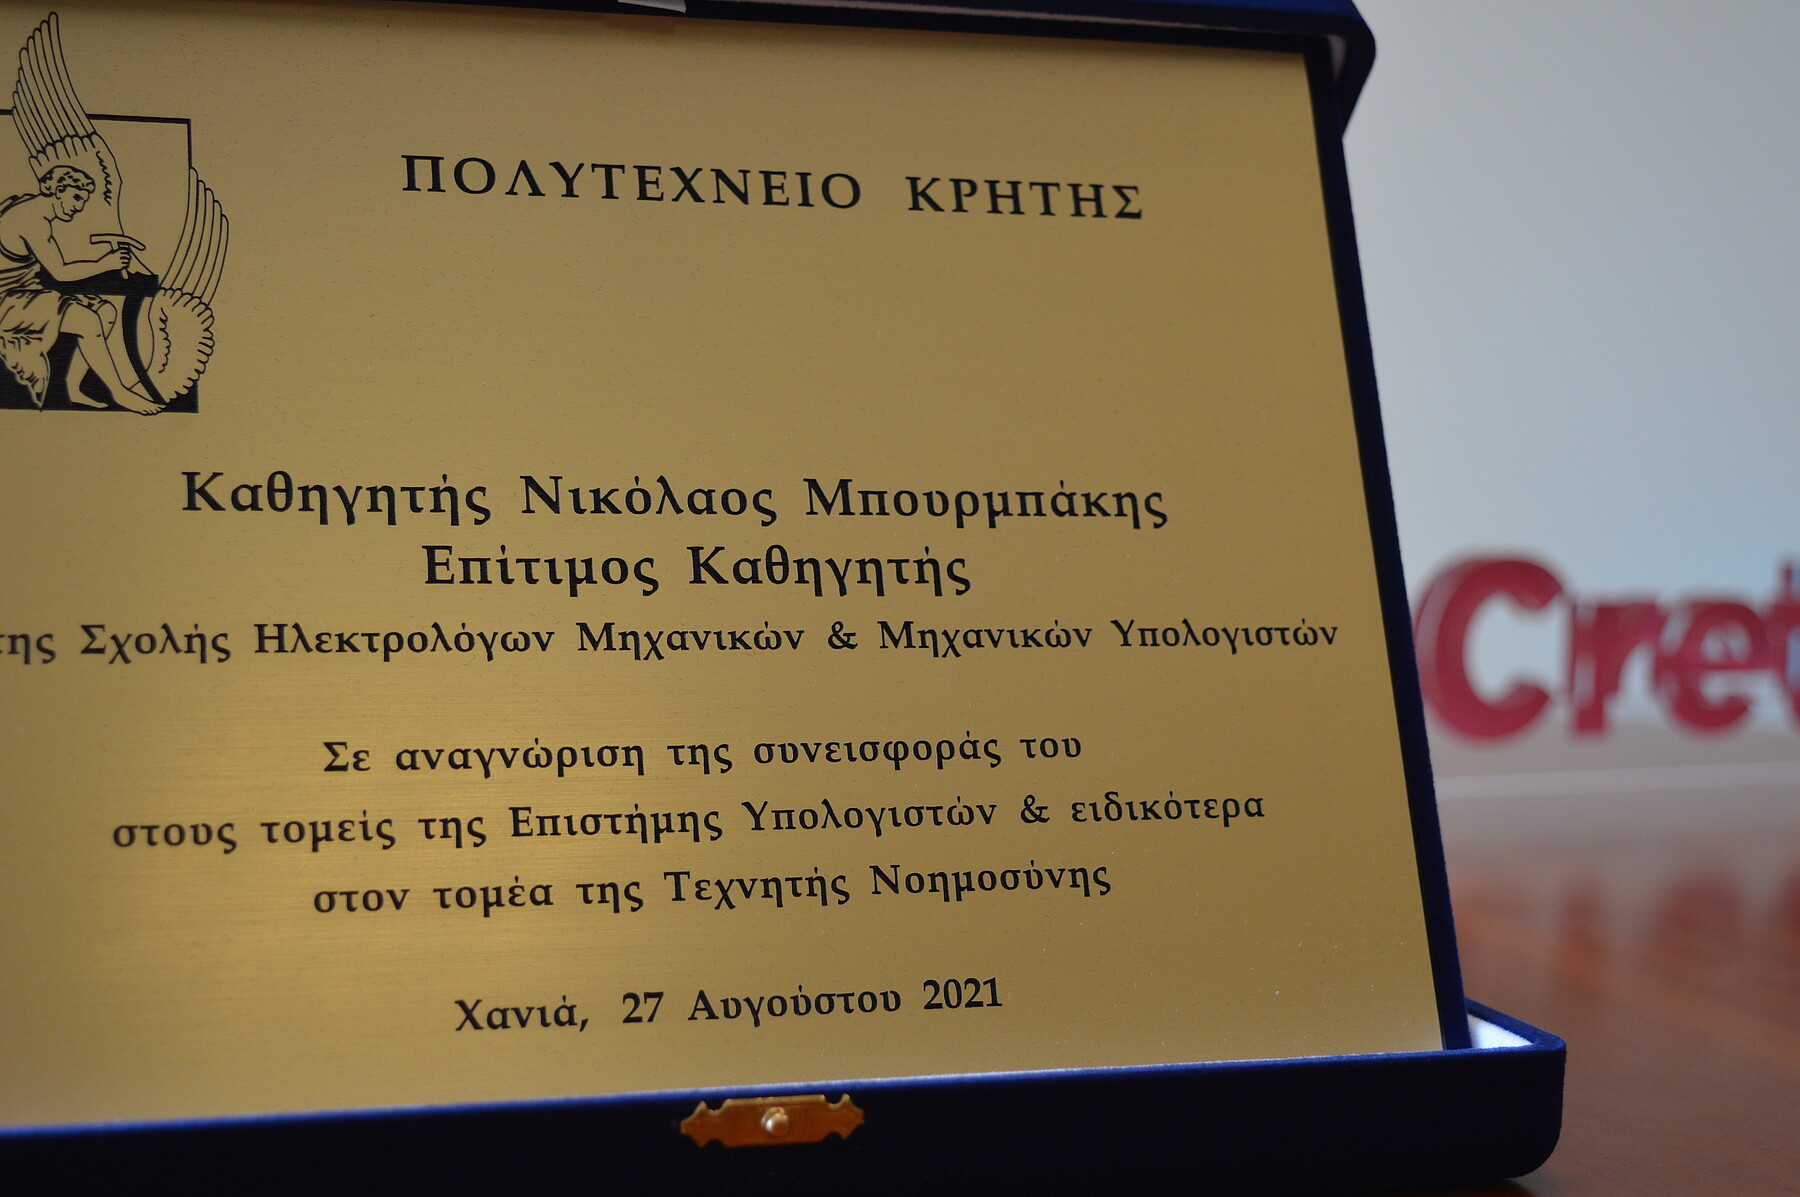 ΠΟΛΥΤΕΧΝΕΙΟ ΚΡΗΤΗΣ
Καθηγητής Νικόλαος Μπουρμπάκης
Επίτιμος Καθηγητής
της Σχολής Ηλεκτρολόγων Μηχανικών & Μηχανικών Υπολογιστών
Σε αναγνώριση της συνεισφοράς του
στους τομείς της Επιστήμης Υπολογιστών & ειδικότερα
στον τομέα της Τεχνητής Νοημοσύνης
Χανιά, 27 Αυγούστου 2021
Cret